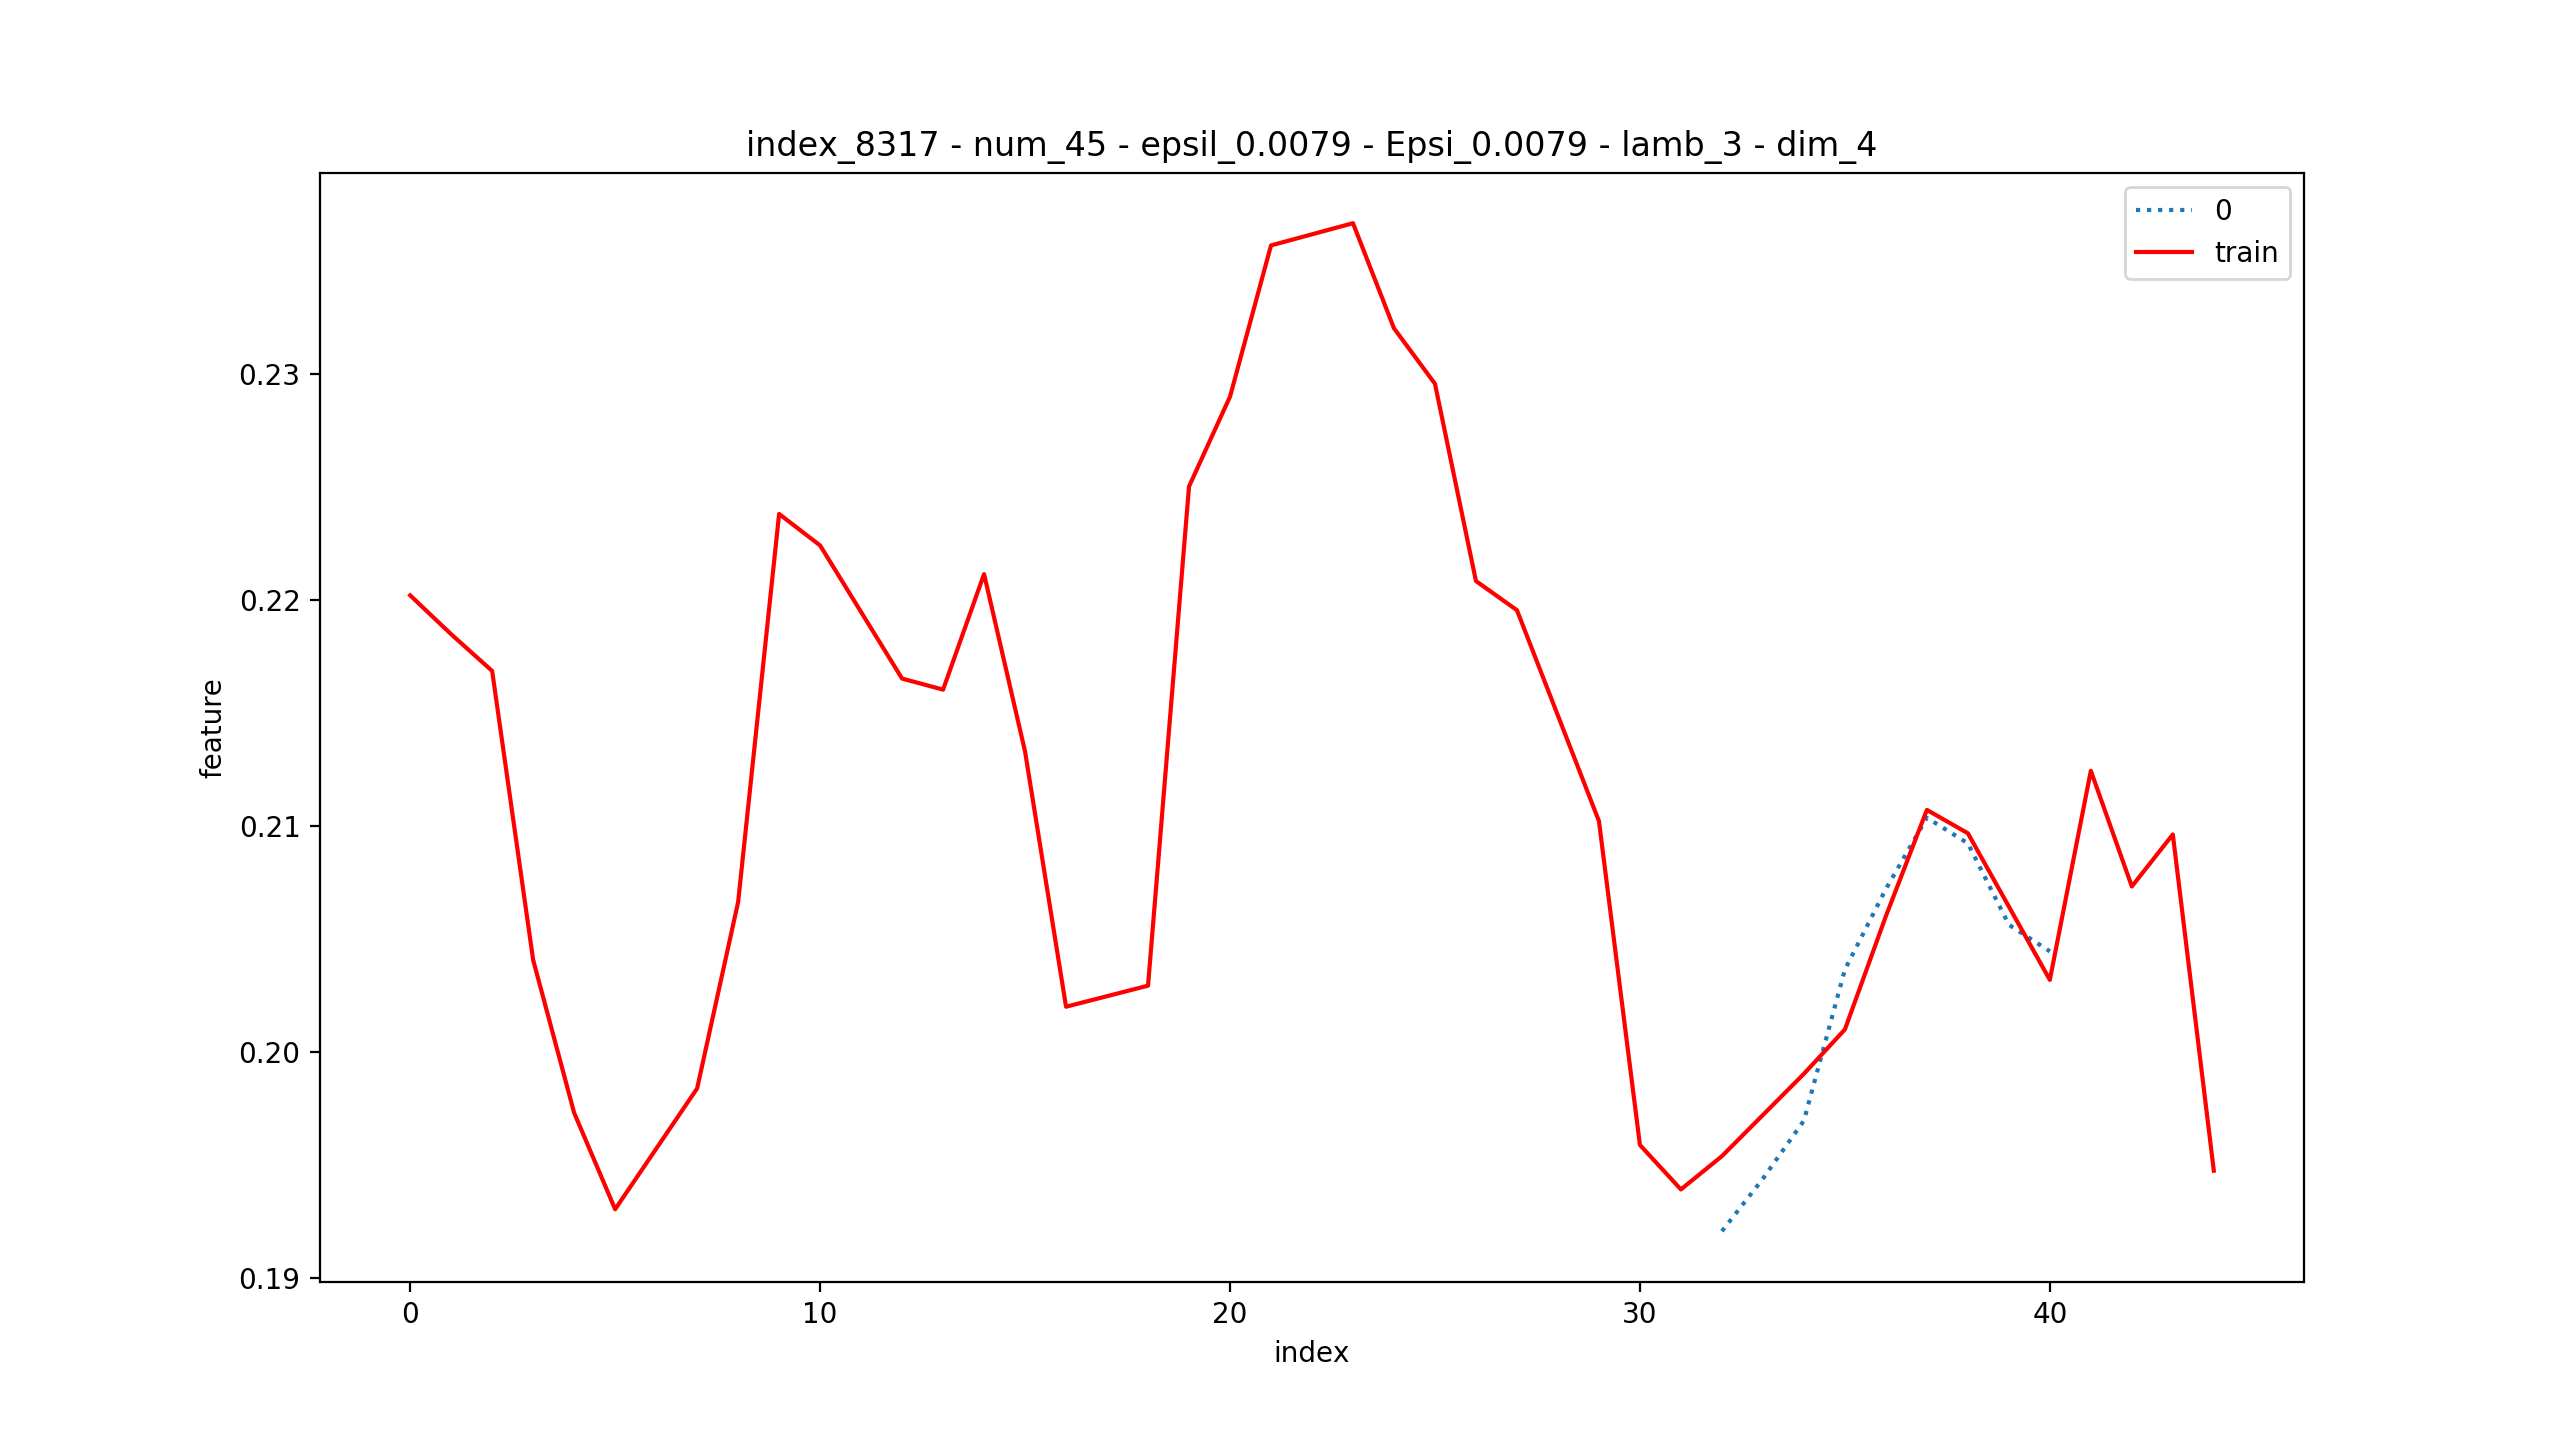 index_8317 - num_45 - epsil_0.0079 - Epsi_0.0079 - lamb_3 - dim_4
0
train
0.23
0.22
0.21
0.20
0.19
feature
0
10
20
30
40
index